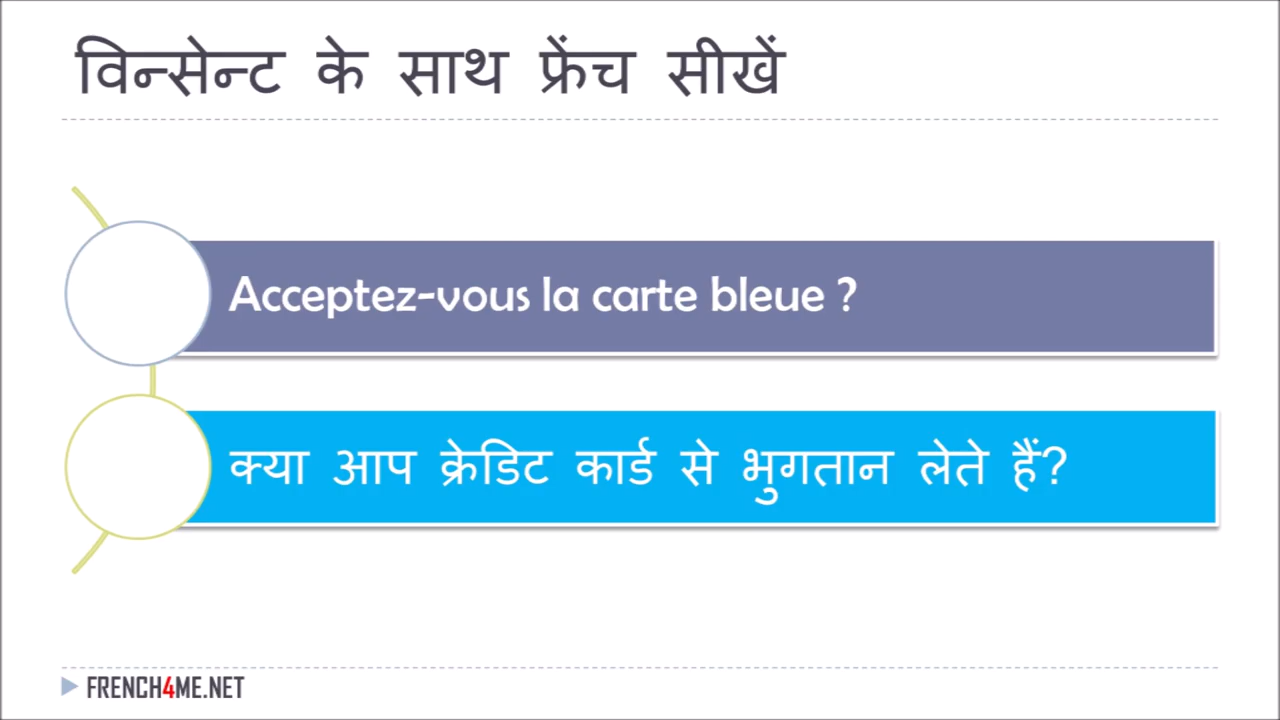 विन्सेन्ट के साथ फ्रेंच सीखें
Acceptez-vous la carte bleue ?
क्या आप क्रेडिट कार्ड से भुगतान लेते हैं?
FRENCH4ME.NET